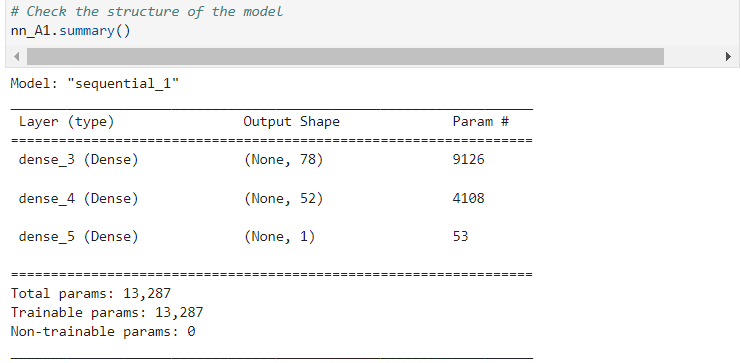 # Check the structure of the model
nn_A1.summary()
Model: "sequential_1"
_________________________________________________________________
Layer (type) Output Shape Param #
=================================================================
dense_3 (Dense) (None, 78) 9126
dense_4 (Dense) (None, 52) 4108
dense_5 (Dense) (None, 1) 53
=================================================================
Total params: 13,287
Trainable params: 13,287
Non-trainable params: 0
_________________________________________________________________